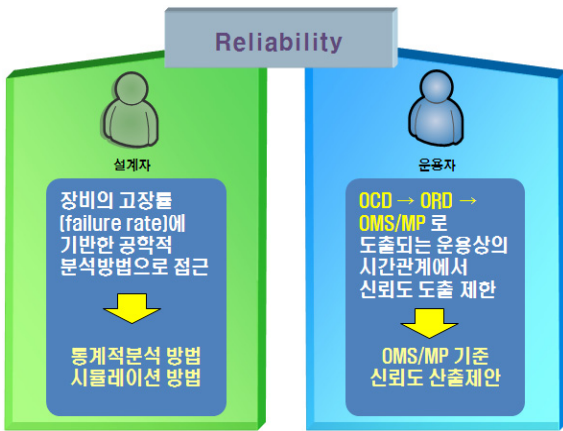 Reliability
설계자
장비의 고장률
(failure rate)에
기반한 공학적
분석방법으로 접근
통계적분석 방법
시뮬레이션 방법
운용자
OCD → ORD →
OMS/MP 로
도출되는 운용상의
시간관계에서
신뢰도 도출 제한
OMS/MP 기준
신뢰도 산출제안